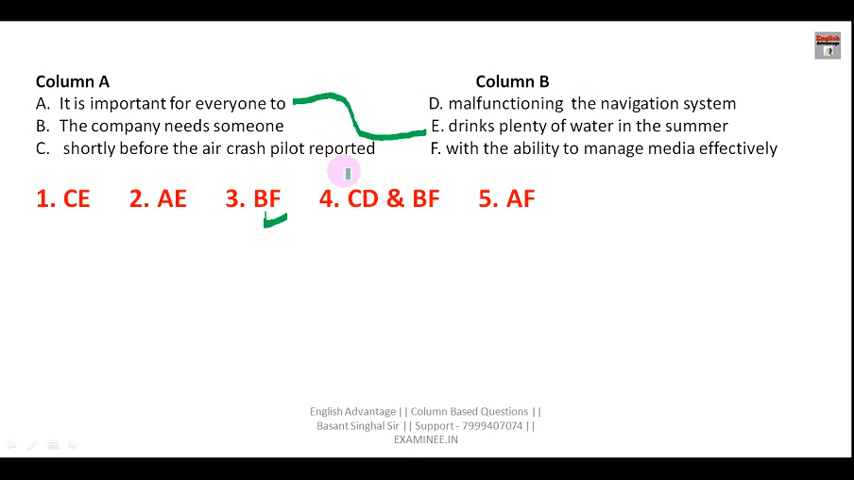 English
Advantage
Column A Column B
A. It is important for everyone to D. malfunctioning the navigation system
B. The company needs someone E. drinks plenty of water in the summer
C. shortly before the air crash pilot reported F. with the ability to manage media effectively
1. CE 2. AE 3. BF 4. CD & BF 5. AF
English Advantage || Column Based Questions ||
Basant Singhal Sir || Support - 7999407074 ||
EXAMINEE.IN